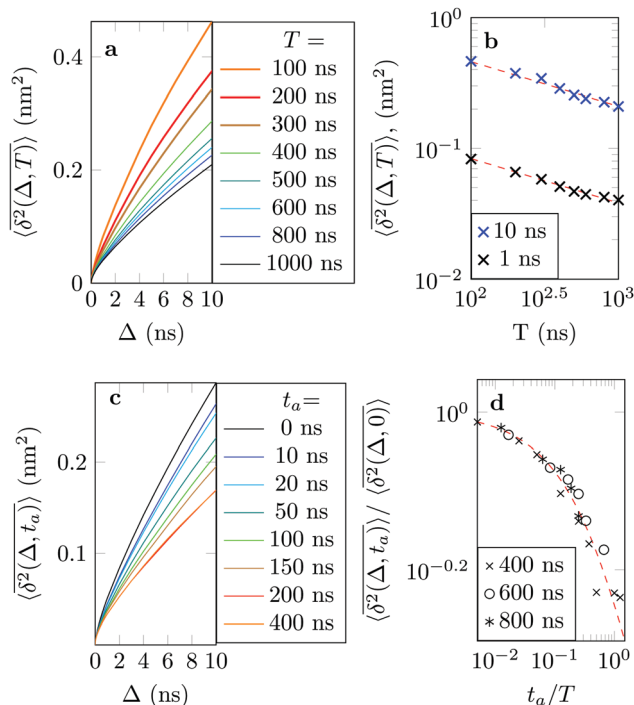 a
⟨δ²(Δ, T)⟩ (nm²)
0.4
0.2
0
0 2 4 6 8 10
Δ (ns)
T =
100 ns
200 ns
300 ns
400 ns
500 ns
600 ns
800 ns
1000 ns
b
⟨δ²(Δ, T)⟩, (nm²)
10⁰
10⁻¹
10⁻²
10 ns
1 ns
10² 10²·⁵ 10³
T (ns)
c
⟨δ²(Δ, tₐ)⟩ (nm²)
0.2
0.1
0 2 4 6 8 10
Δ (ns)
tₐ=
0 ns
10 ns
20 ns
50 ns
100 ns
150 ns
200 ns
400 ns
d
⟨δ²(Δ, tₐ)⟩/ ⟨δ²(Δ, 0)⟩
10⁰
10⁻⁰·²
400 ns
600 ns
800 ns
10⁻² 10⁻¹ 10⁰
tₐ/T